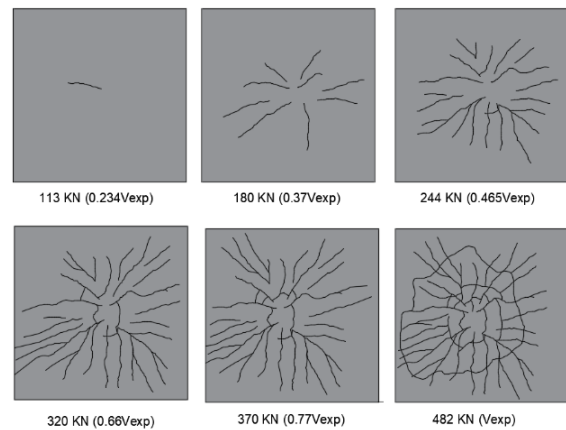 113 KN (0.234Vexp)
180 KN (0.37Vexp)
244 KN (0.465Vexp)
320 KN (0.66Vexp)
370 KN (0.77Vexp)
482 KN (Vexp)